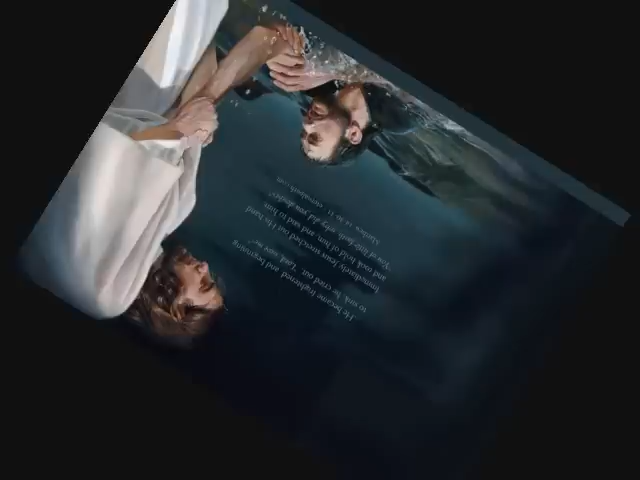 He became frightened, and beginning
to sink, he cried out, "Lord, save me!"
Immediately Jesus stretched out His hand
and took hold of him, and said to him,
"You of little faith, why did you doubt?"
Matthew 14:30, 31